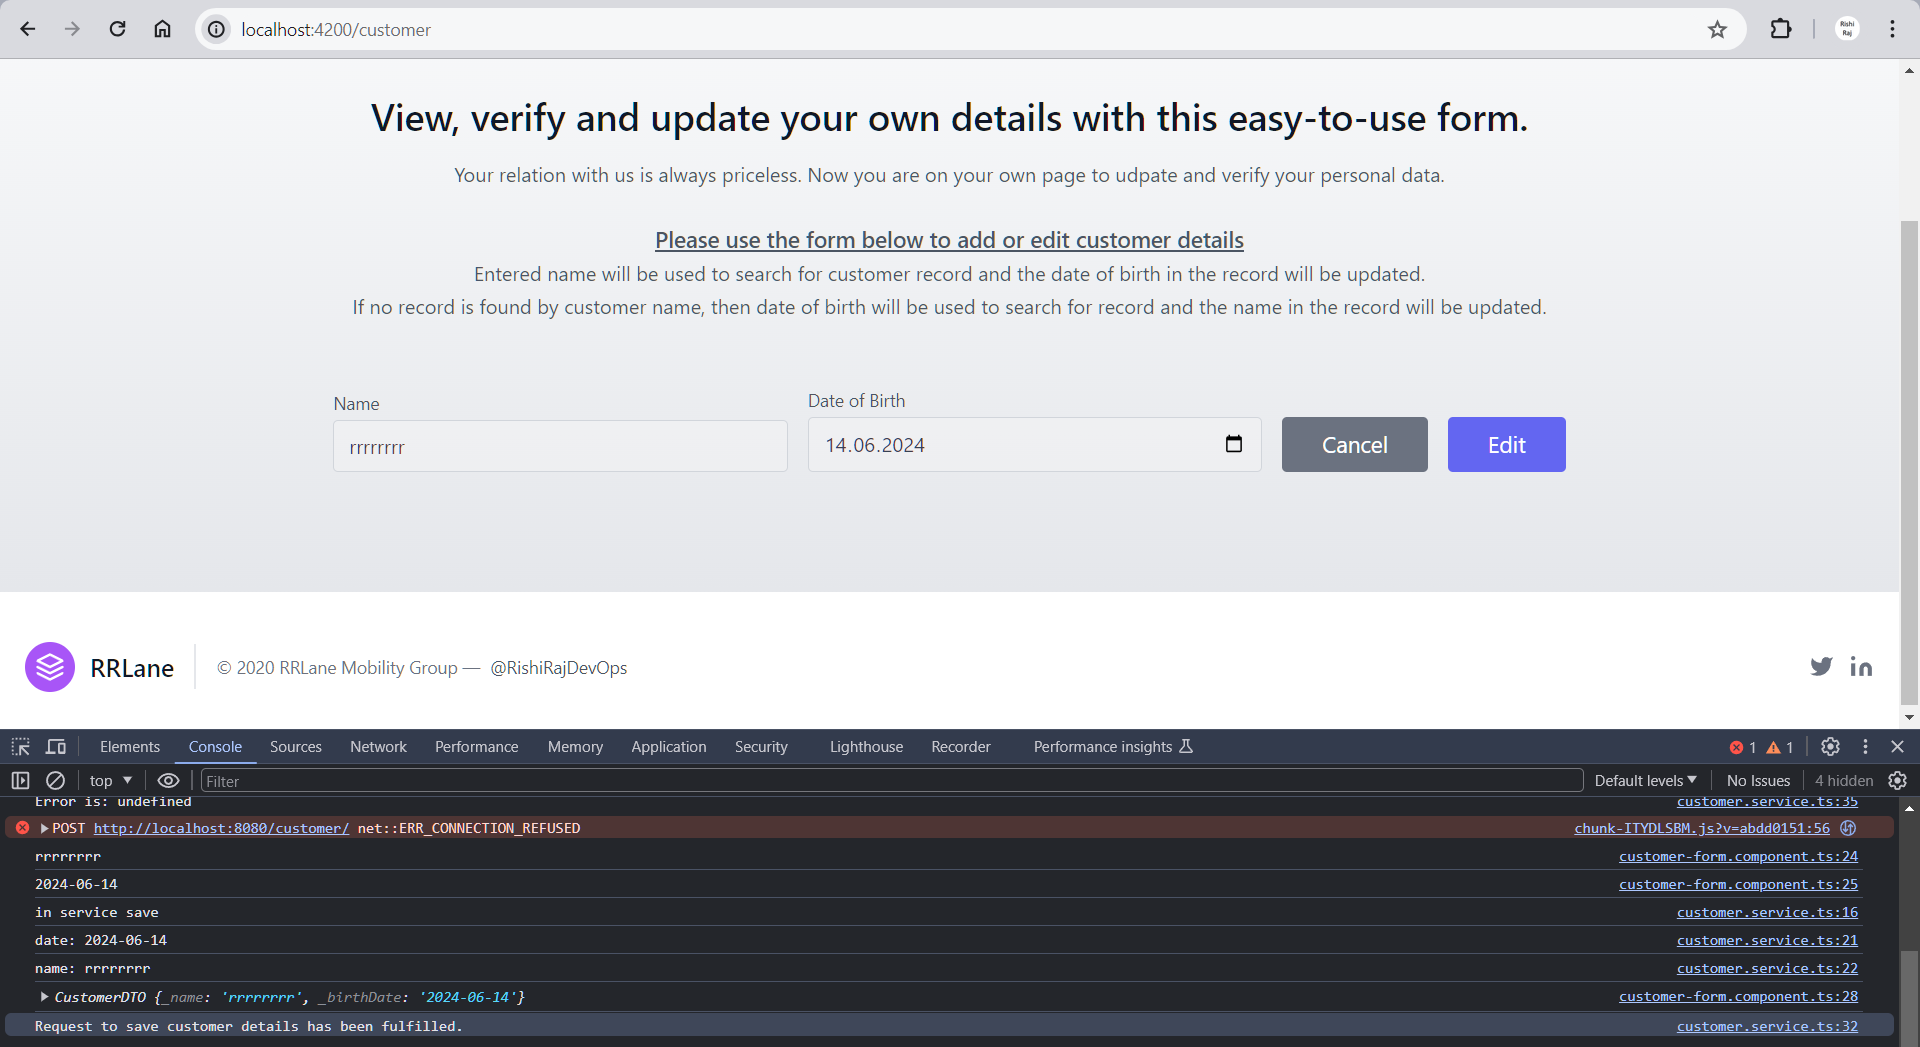 localhost:4200/customer
Rishi
Raj
View, verify and update your own details with this easy-to-use form.
Your relation with us is always priceless. Now you are on your own page to udpate and verify your personal data.
Please use the form below to add or edit customer details
Entered name will be used to search for customer record and the date of birth in the record will be updated.
If no record is found by customer name, then date of birth will be used to search for record and the name in the record will be updated.
Name
Date of Birth
rrrrrrrr
14.06.2024
Cancel
Edit
RRLane
© 2020 RRLane Mobility Group — @RishiRajDevOps
Elements Console Sources Network Performance Memory Application Security Lighthouse Recorder Performance insights 1 1
top Filter Default levels No Issues 4 hidden
Error is: undefined customer.service.ts:35
POST http://localhost:8080/customer/ net::ERR_CONNECTION_REFUSED chunk-ITYDLSBM.js?v=abdd0151:56
rrrrrrrr customer-form.component.ts:24
2024-06-14 customer-form.component.ts:25
in service save customer.service.ts:16
date: 2024-06-14 customer.service.ts:21
name: rrrrrrrr customer.service.ts:22
CustomerDTO {_name: 'rrrrrrrr', _birthDate: '2024-06-14'} customer-form.component.ts:28
Request to save customer details has been fulfilled. customer.service.ts:32